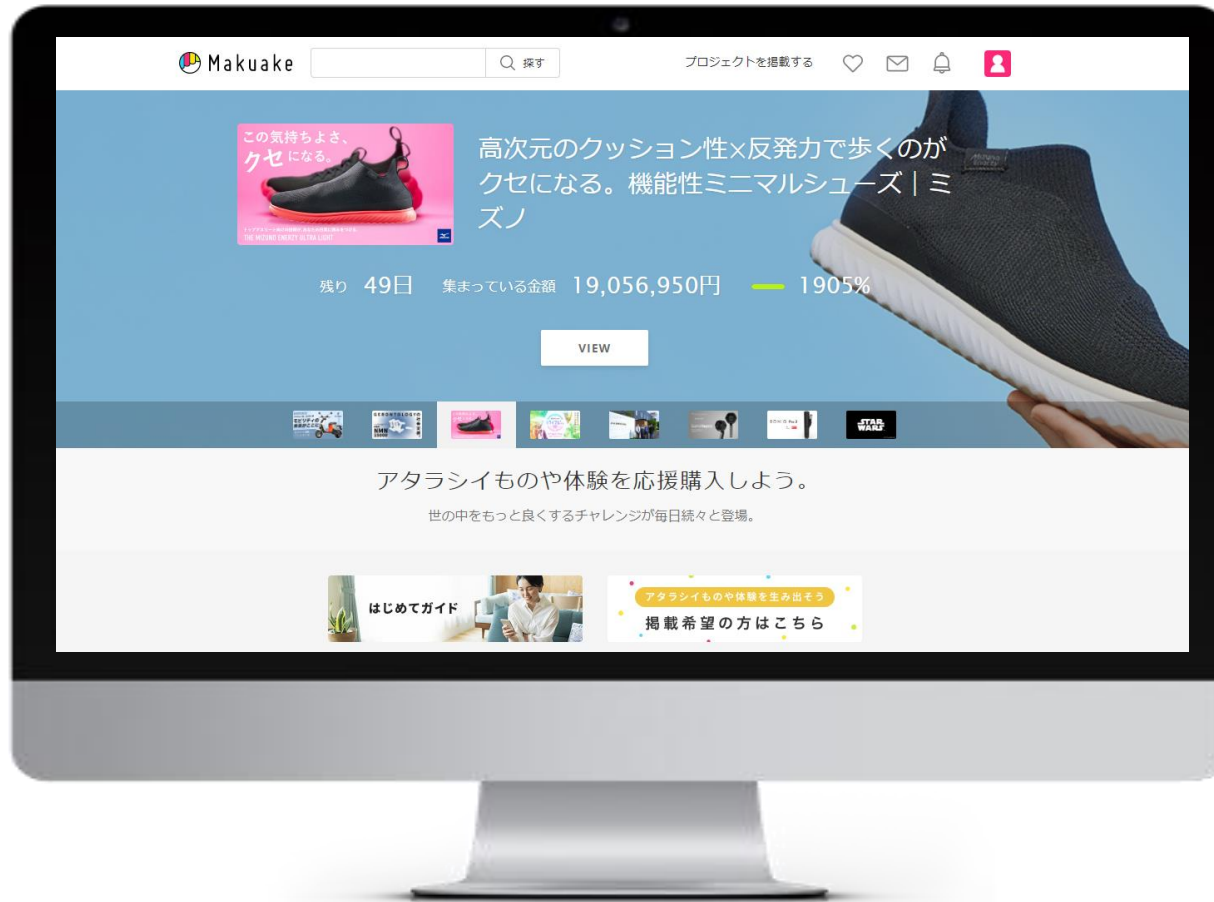 Makuake
探す
プロジェクトを掲載する
この気持ちよさ、
クセになる。
THE MIZUNO ENERZY ULTRA LIGHT
高次元のクッション性×反発力で歩くのが
クセになる。機能性ミニマルシューズ｜ミ
ズノ
残り 49日 集まっている金額 19,056,950円 1905%
VIEW
STAR
WARS
アタラシイものや体験を応援購入しよう。
世の中をもっと良くするチャレンジが毎日続々と登場。
はじめてガイド
アタラシイものや体験を生み出そう
掲載希望の方はこちら